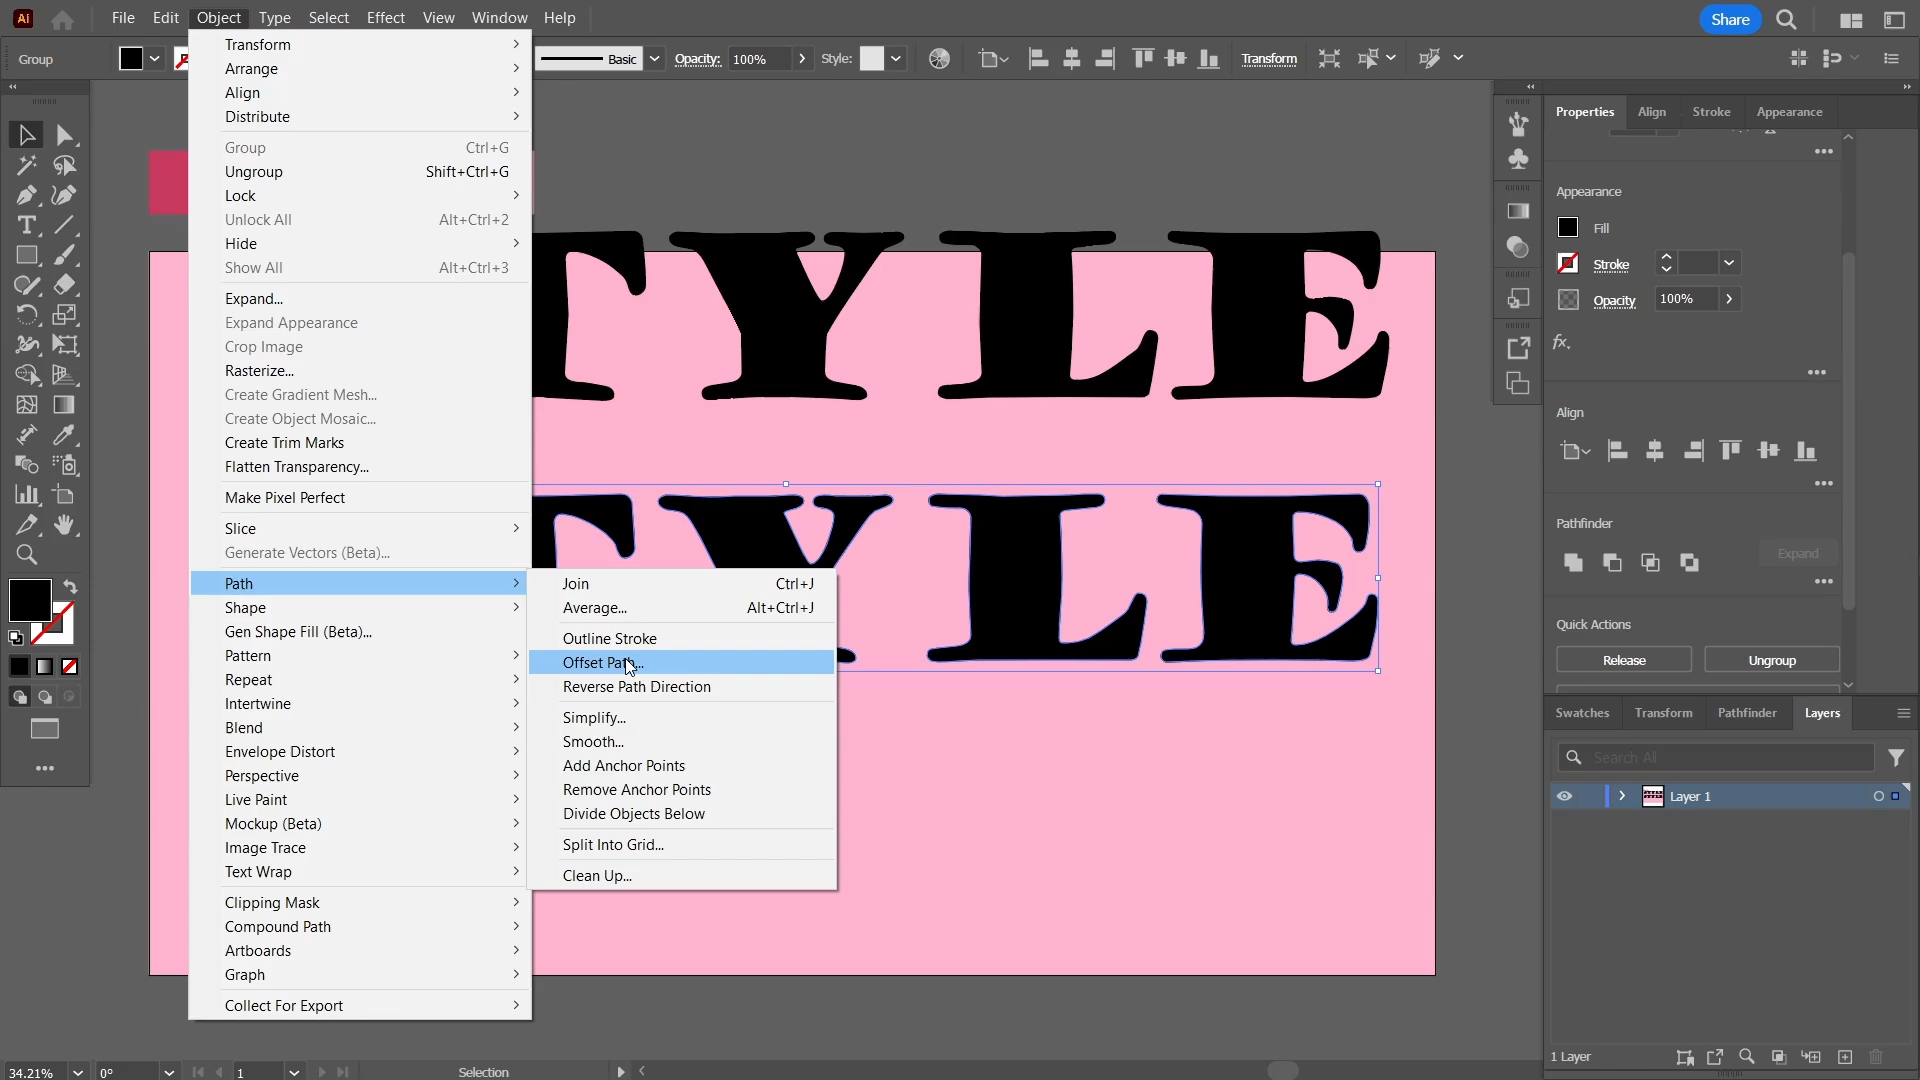 Ai File Edit Object Type Select Effect View Window Help Share
Group Basic Opacity: 100% Style: Transform
Transform
Arrange
Align
Distribute
Group Ctrl+G
Ungroup Shift+Ctrl+G
Lock
Unlock All Alt+Ctrl+2
Hide
Show All Alt+Ctrl+3
Expand...
Expand Appearance
Crop Image
Rasterize...
Create Gradient Mesh...
Create Object Mosaic...
Create Trim Marks
Flatten Transparency...
Make Pixel Perfect
Slice
Generate Vectors (Beta)...
Path
Shape
Gen Shape Fill (Beta)...
Pattern
Repeat
Intertwine
Blend
Envelope Distort
Perspective
Live Paint
Mockup (Beta)
Image Trace
Text Wrap
Clipping Mask
Compound Path
Artboards
Graph
Collect For Export
Join Ctrl+J
Average... Alt+Ctrl+J
Outline Stroke
Offset Path...
Reverse Path Direction
Simplify...
Smooth...
Add Anchor Points
Remove Anchor Points
Divide Objects Below
Split Into Grid...
Clean Up...
TYLE
TYLE
Properties Align Stroke Appearance
Appearance
Fill
Stroke
Opacity 100%
fx.
Align
Pathfinder
Expand
Quick Actions
Release Ungroup
Swatches Transform Pathfinder Layers
Search All
Layer 1
1 Layer
34.21% 0° 1 Selection